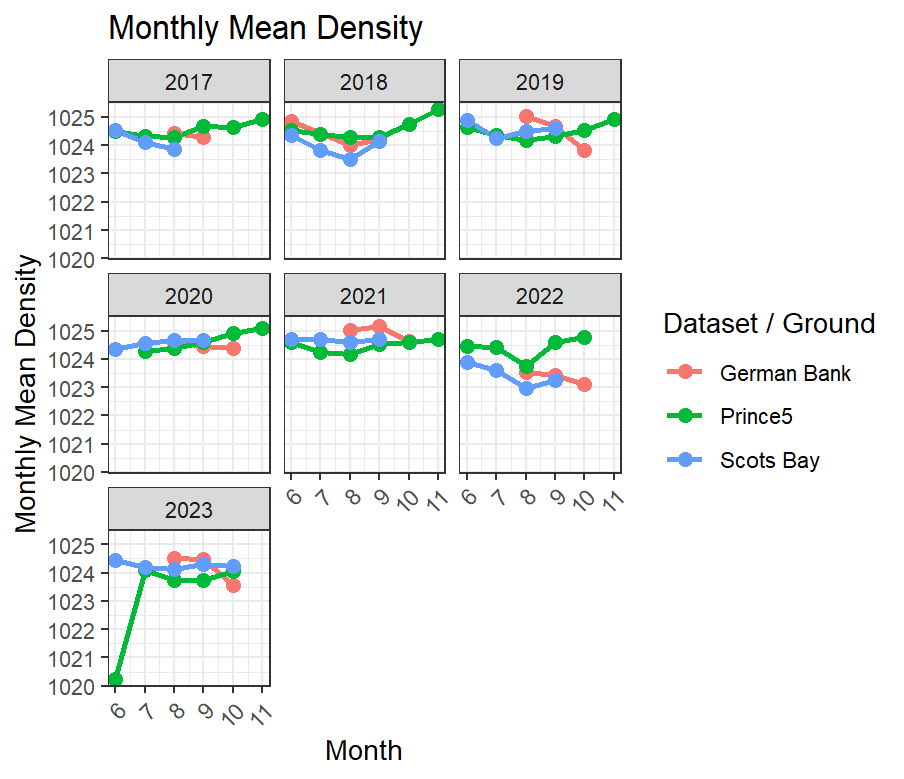 Monthly Mean Density
2017
2018
2019
1025
1024
1023
1022
1021
1020
2020
2021
2022
1025
1024
1023
1022
1021
1020
6 7 8 9 10 11
6 7 8 9 10 11
2023
1025
1024
1023
1022
1021
1020
6 7 8 9 10 11
Month
Monthly Mean Density
Dataset / Ground
German Bank
Prince5
Scots Bay